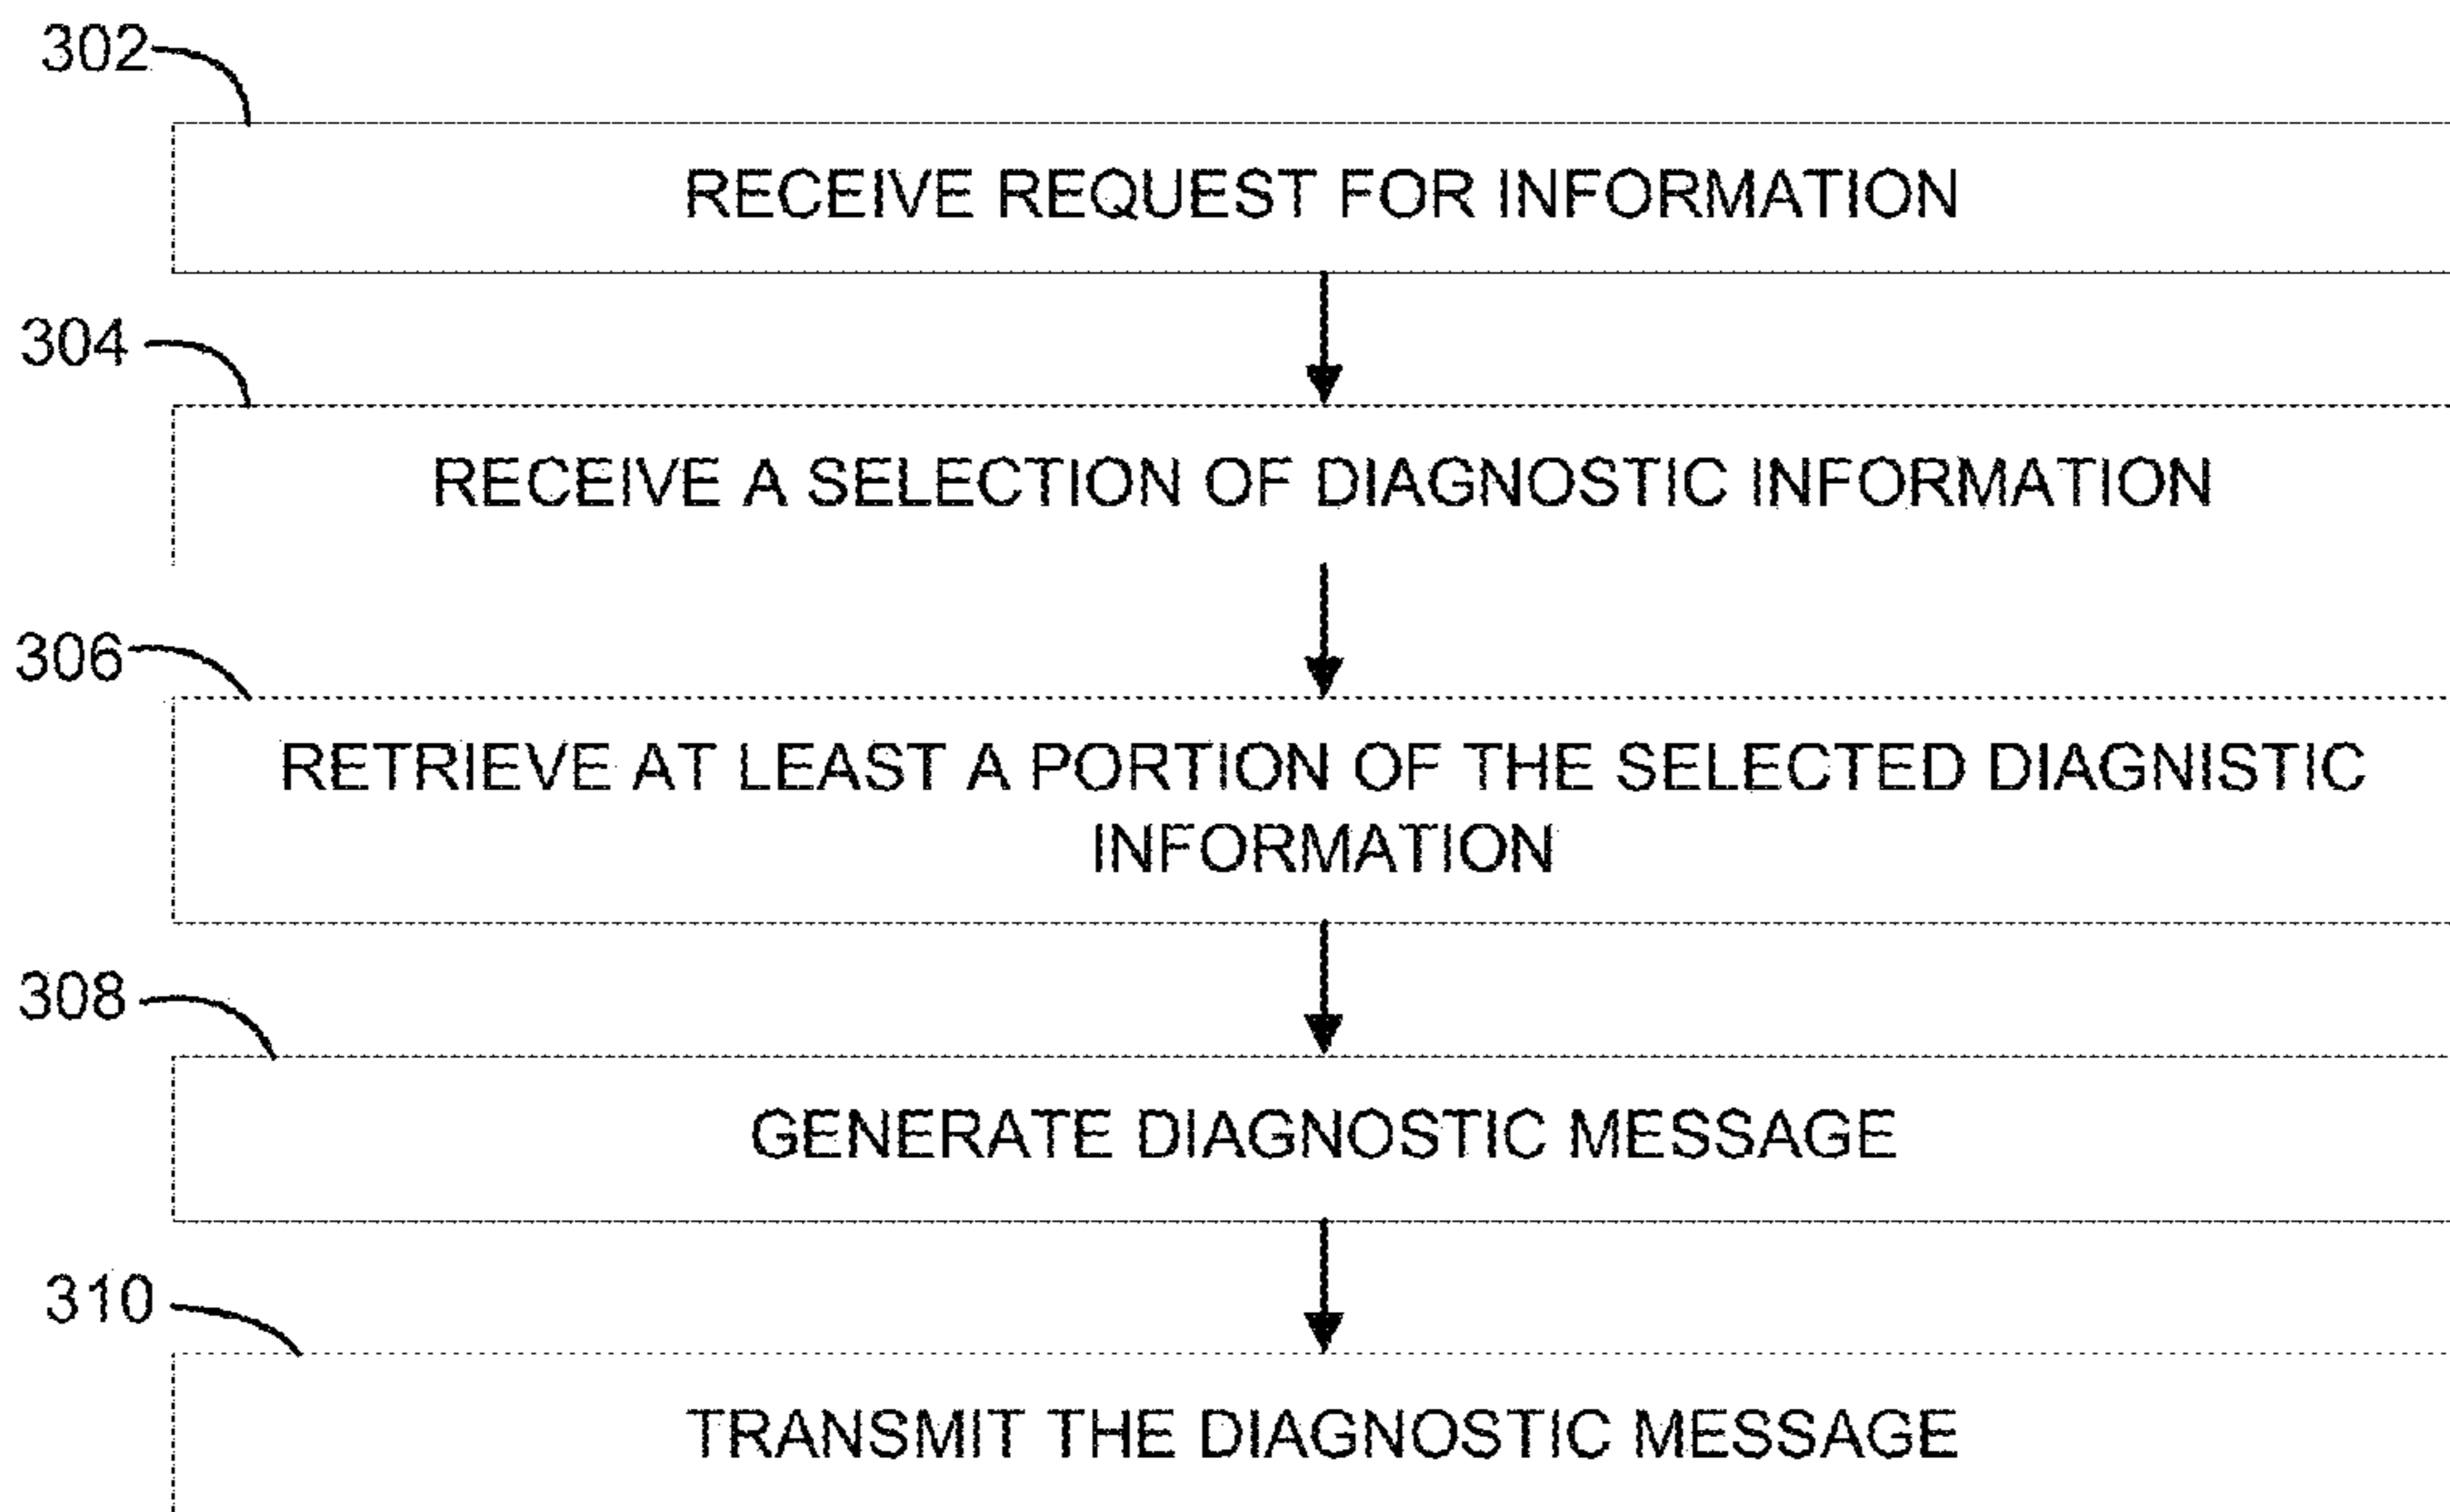 302
RECEIVE REQUEST FOR INFORMATION
304
RECEIVE A SELECTION OF DIAGNOSTIC INFORMATION
306
RETRIEVE AT LEAST A PORTION OF THE SELECTED DIAGNISTIC
INFORMATION
308
GENERATE DIAGNOSTIC MESSAGE
310
TRANSMIT THE DIAGNOSTIC MESSAGE